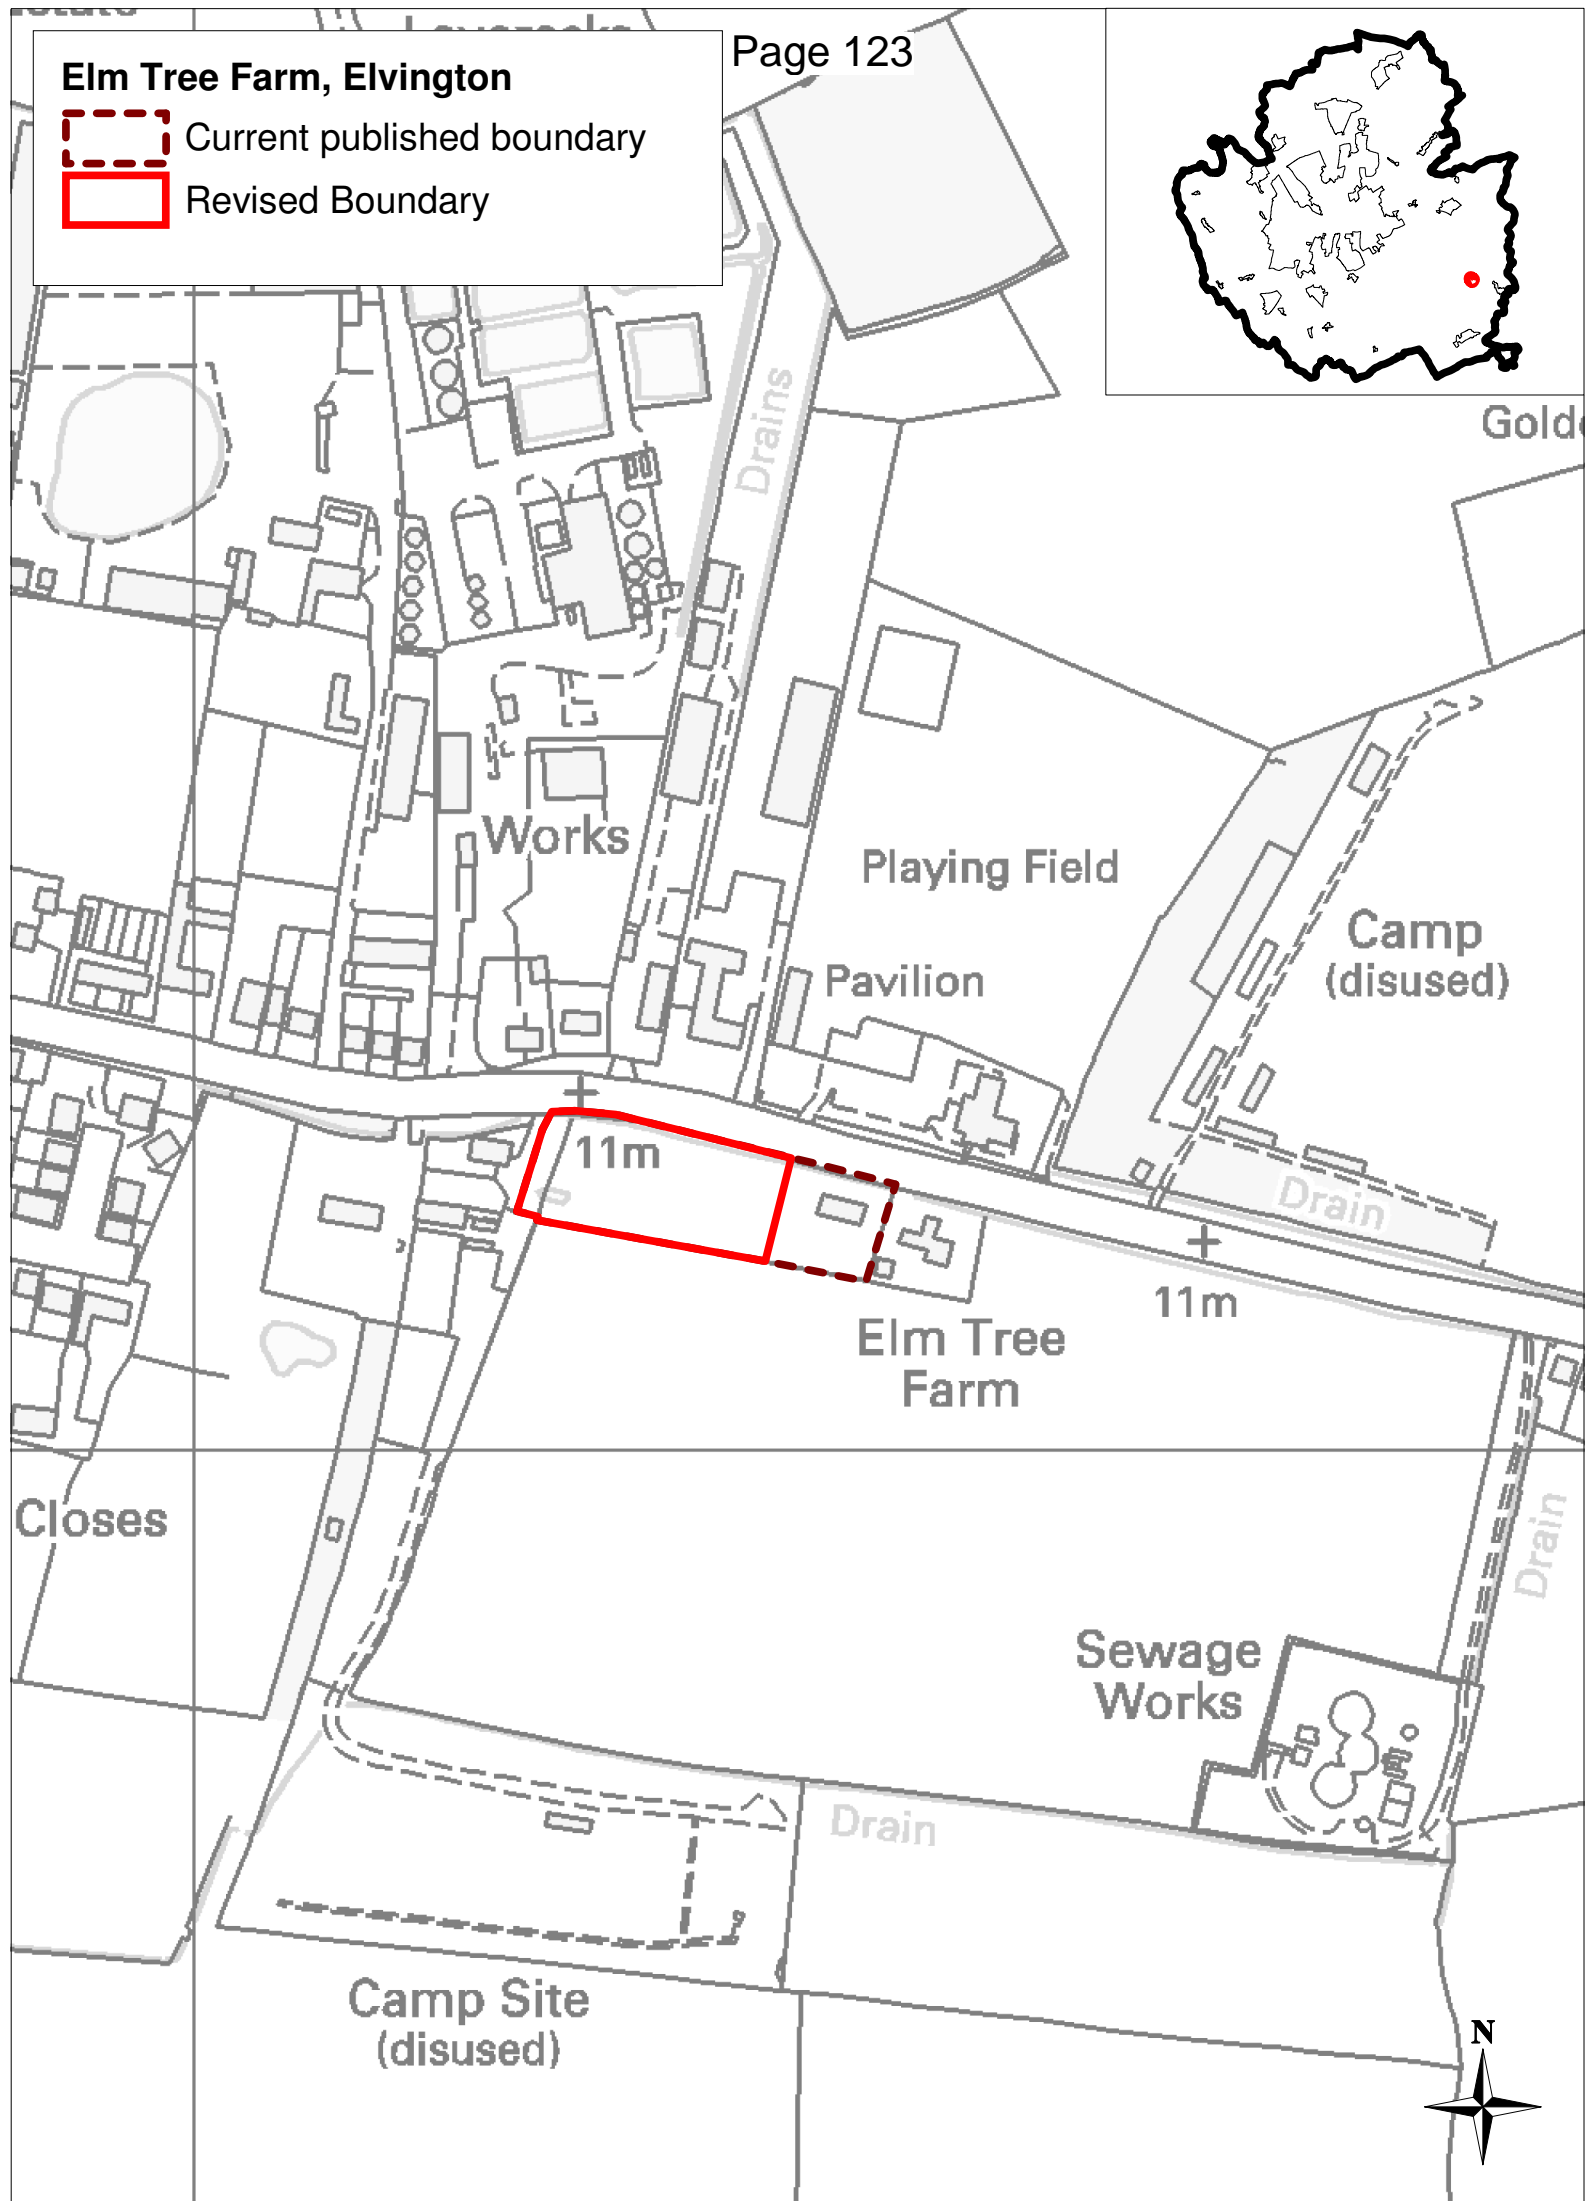 Page 123
Elm Tree Farm, Elvington
Current published boundary
Revised Boundary
Drains
Works
Playing Field
Pavilion
Camp
(disused)
11m
Drain
11m
Elm Tree
Farm
Closes
Drain
Sewage
Works
Drain
Camp Site
(disused)
N